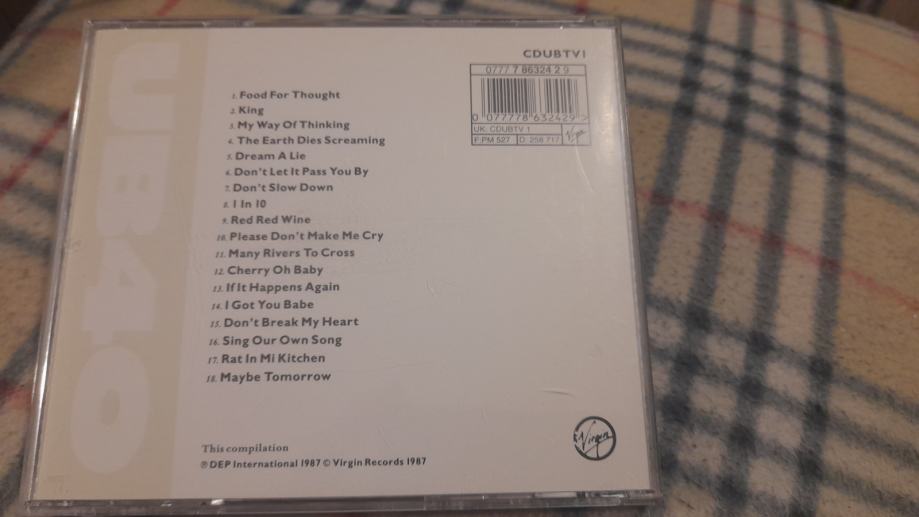 UB40
CDUBTV1
0777 7 86324 2 9
0 077778 632429 >
UK: CDUBTV 1
F:PM 527 D: 258 717 Virgin
1. Food For Thought
2. King
3. My Way Of Thinking
4. The Earth Dies Screaming
5. Dream A Lie
6. Don't Let It Pass You By
7. Don't Slow Down
8. 1 In 10
9. Red Red Wine
10. Please Don't Make Me Cry
11. Many Rivers To Cross
12. Cherry Oh Baby
13. If It Happens Again
14. I Got You Babe
15. Don't Break My Heart
16. Sing Our Own Song
17. Rat In Mi Kitchen
18. Maybe Tomorrow
This compilation
℗ DEP International 1987 © Virgin Records 1987
Virgin